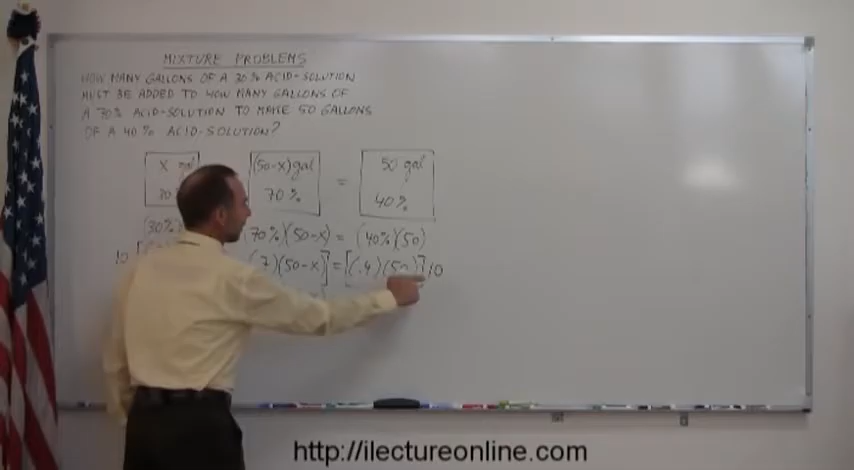 MIXTURE PROBLEMS
HOW MANY GALLONS OF A 30% ACID-SOLUTION
MUST BE ADDED TO HOW MANY GALLONS OF
A 70% ACID-SOLUTION TO MAKE 50 GALLONS
OF A 40% ACID-SOLUTION?
x gal (50-x) gal 50 gal
70% = 40%
(30% (70%)(50-x) = (40%)(50)
10 [ 7)(50-x)] = [(.4)(50)]10
http://ilectureonline.com